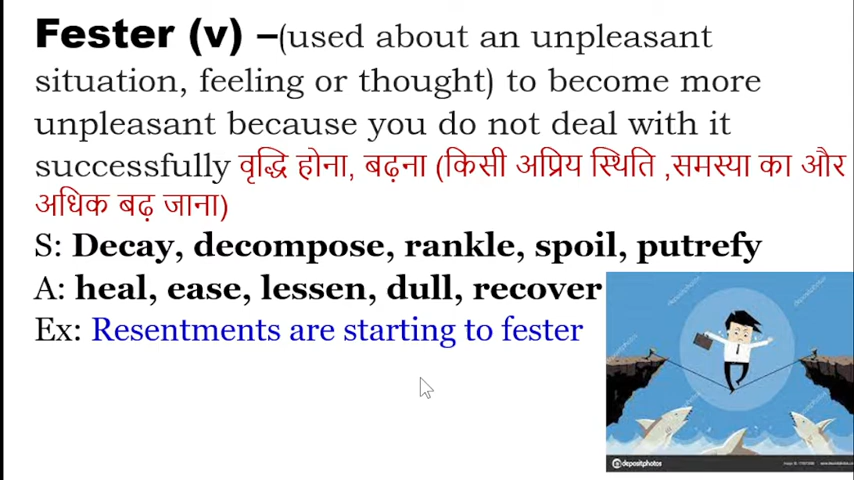 Fester (v) –(used about an unpleasant
situation, feeling or thought) to become more
unpleasant because you do not deal with it
successfully वृद्धि होना, बढ़ना (किसी अप्रिय स्थिति ,समस्या का और
अधिक बढ़ जाना)
S: Decay, decompose, rankle, spoil, putrefy
A: heal, ease, lessen, dull, recover
Ex: Resentments are starting to fester
depositphotos